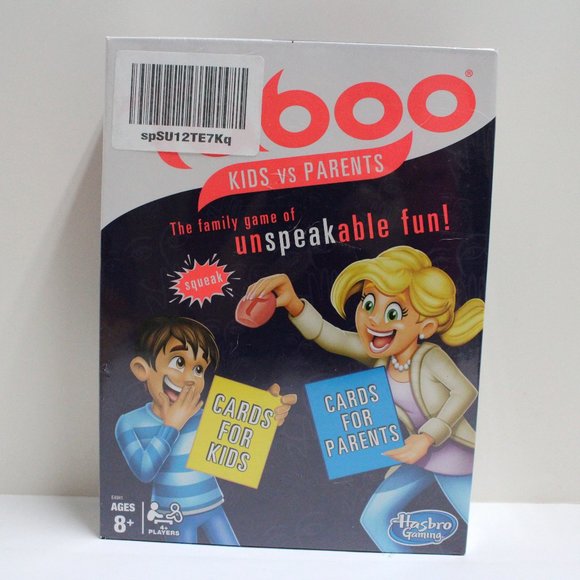 spSU12TE7Kq
boo®
KIDS VS PARENTS
The family game of
unspeakable fun!
squeak
CARDS
FOR
KIDS
CARDS
FOR
PARENTS
AGES
8+
4+
PLAYERS
Hasbro
Gaming